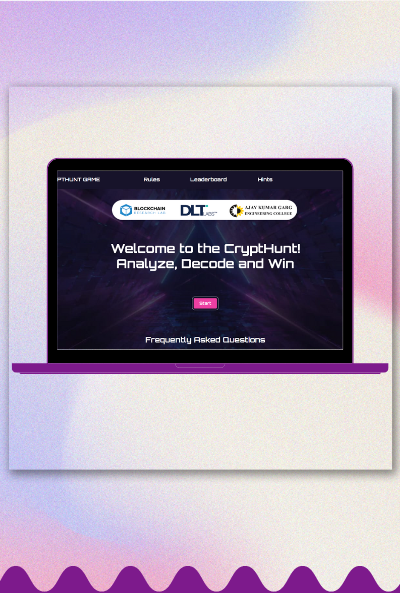 PTHUNT GAME Rules Leaderboard Hints
BLOCKCHAIN
DLT LABS
AJAY KUMAR GARG
ENGINEERING COLLEGE
Welcome to the CryptHunt!
Analyze, Decode and Win
Start
Frequently Asked Questions